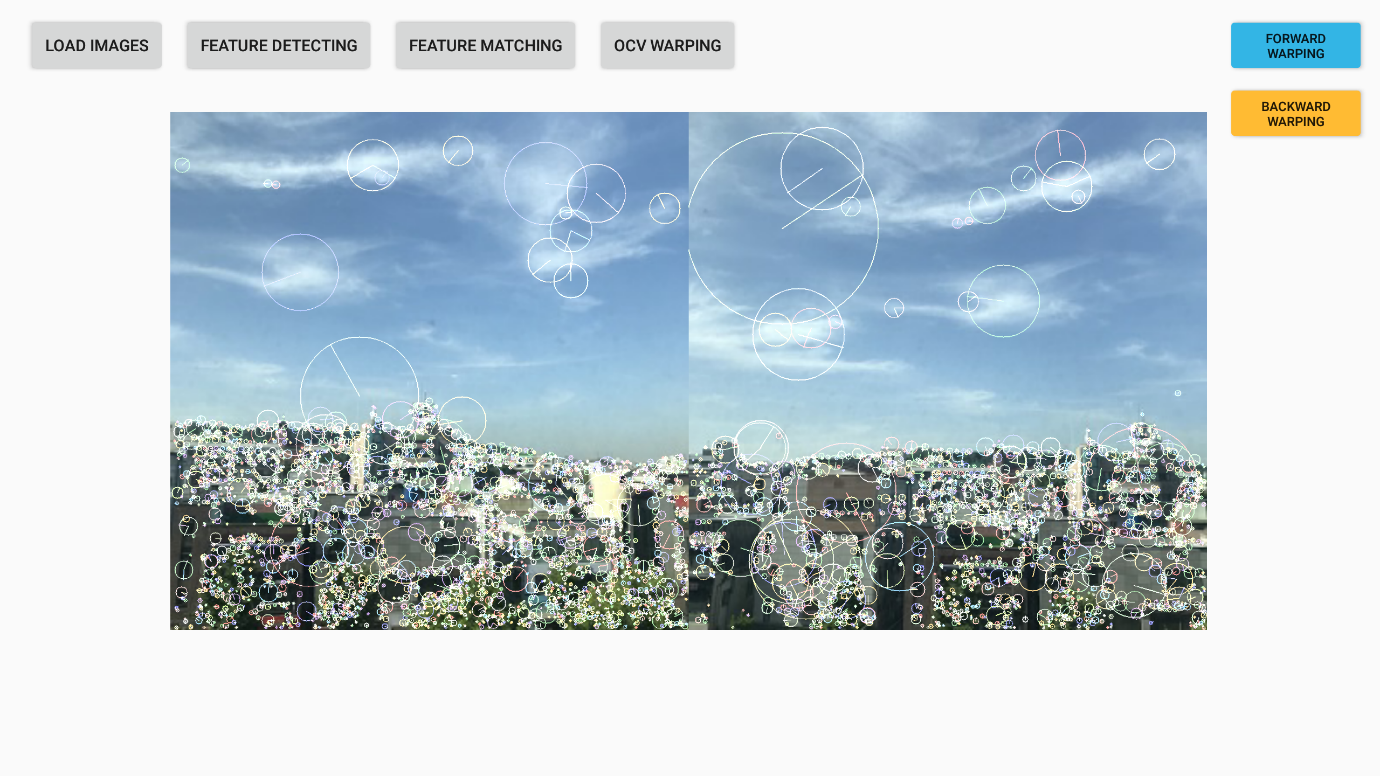 LOAD IMAGES
FEATURE DETECTING
FEATURE MATCHING
OCV WARPING
FORWARD
WARPING
BACKWARD
WARPING